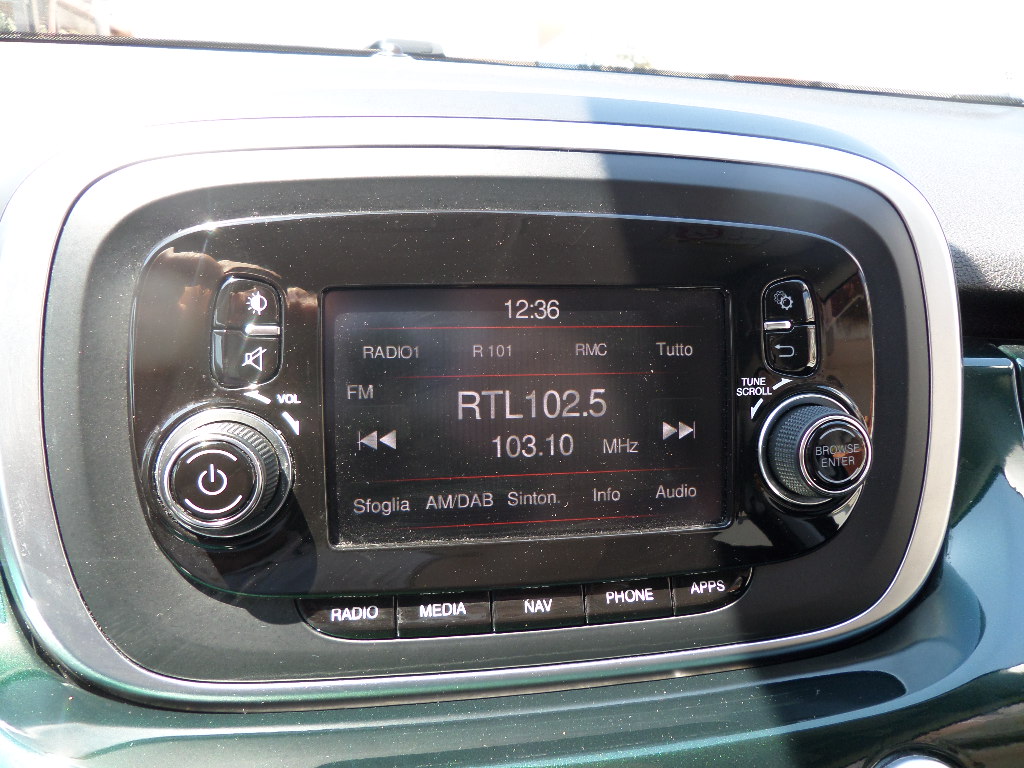 12:36
RADIO1 R 101 RMC Tutto
FM
RTL102.5
103.10 MHz
Sfoglia AM/DAB Sinton. Info Audio
VOL
TUNE
SCROLL
BROWSE
ENTER
RADIO MEDIA NAV PHONE APPS